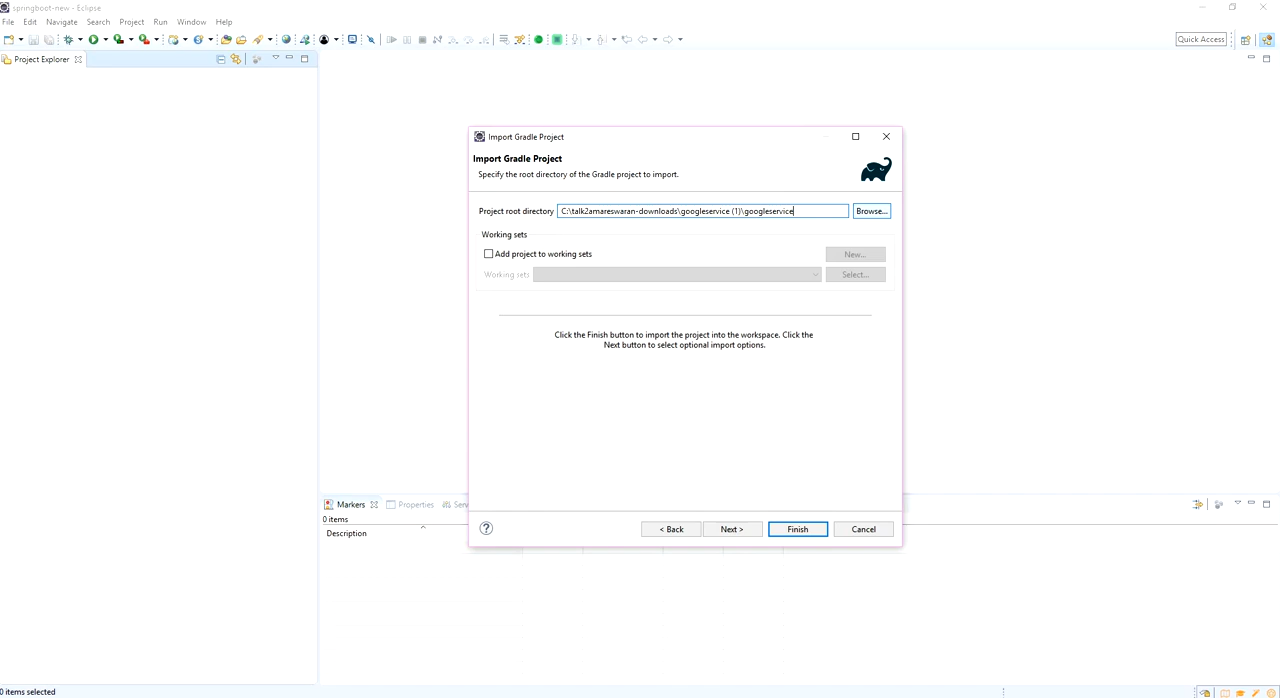 springboot-new - Eclipse
File Edit Navigate Search Project Run Window Help
Quick Access
Project Explorer
Import Gradle Project
Import Gradle Project
Specify the root directory of the Gradle project to import.
Project root directory C:\talk2amareswaran-downloads\googleservice (1)\googleservice Browse...
Working sets
Add project to working sets New...
Working sets Select...
Click the Finish button to import the project into the workspace. Click the
Next button to select optional import options.
Markers Properties Serv
0 items
Description
? < Back Next > Finish Cancel
0 items selected